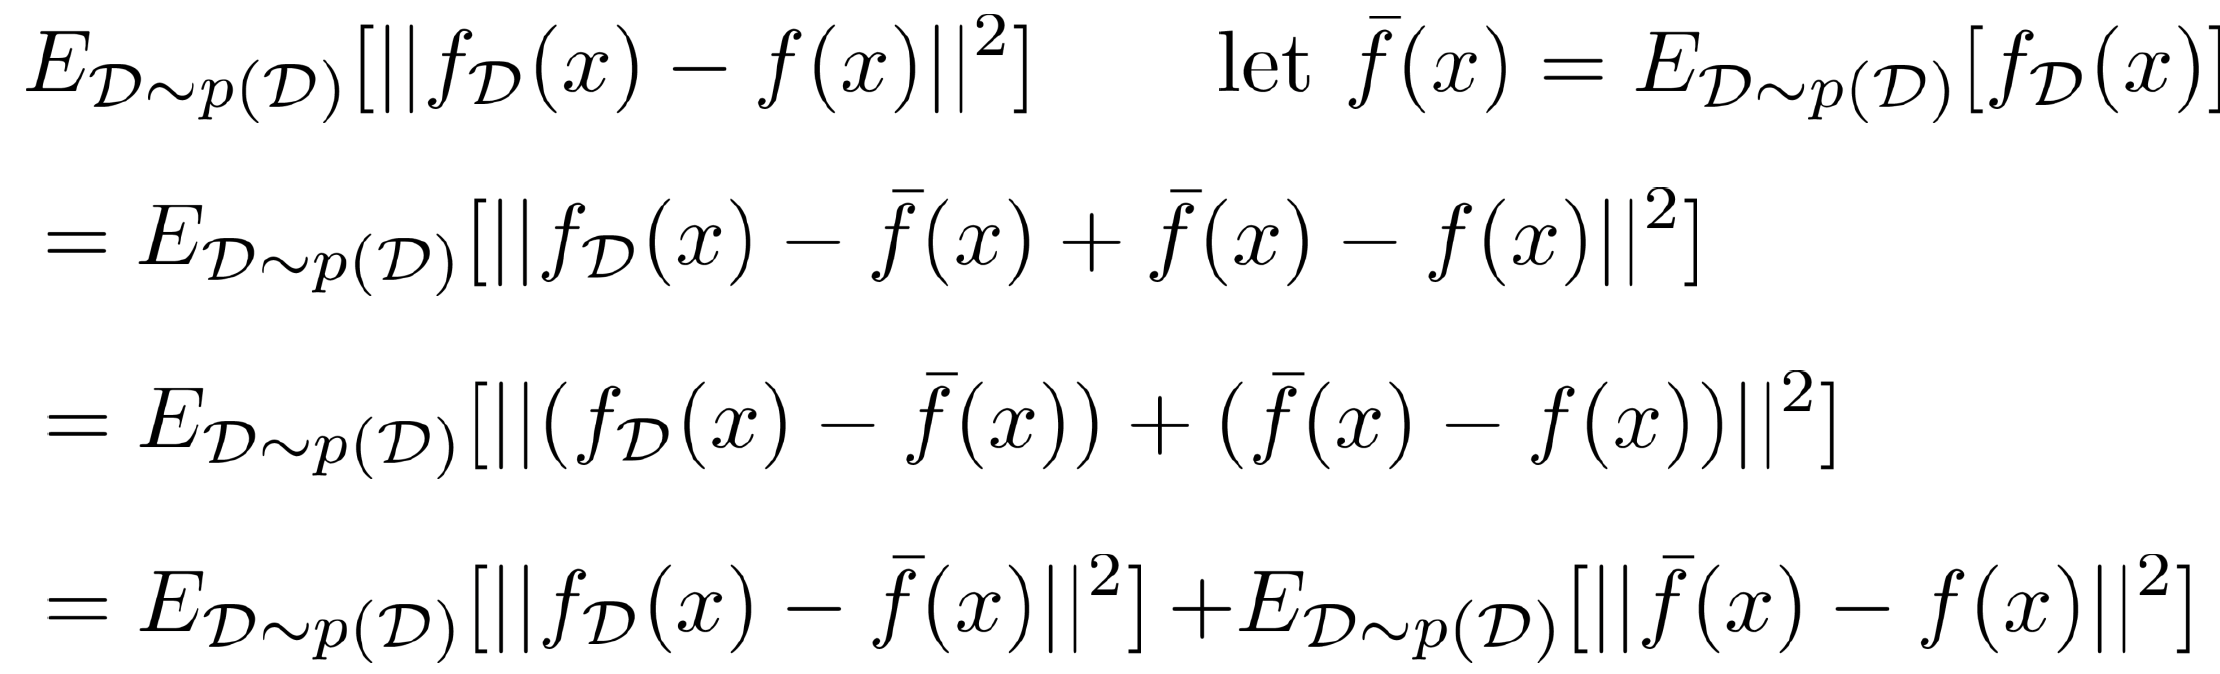 $E_{\mathcal{D}\sim p(\mathcal{D})}[||f_{\mathcal{D}}(x) - f(x)||^2]$  let $\bar{f}(x) = E_{\mathcal{D}\sim p(\mathcal{D})}[f_{\mathcal{D}}(x)]$
$= E_{\mathcal{D}\sim p(\mathcal{D})}[||f_{\mathcal{D}}(x) - \bar{f}(x) + \bar{f}(x) - f(x)||^2]$
$= E_{\mathcal{D}\sim p(\mathcal{D})}[||(f_{\mathcal{D}}(x) - \bar{f}(x)) + (\bar{f}(x) - f(x))||^2]$
$= E_{\mathcal{D}\sim p(\mathcal{D})}[||f_{\mathcal{D}}(x) - \bar{f}(x)||^2] + E_{\mathcal{D}\sim p(\mathcal{D})}[||\bar{f}(x) - f(x)||^2]$